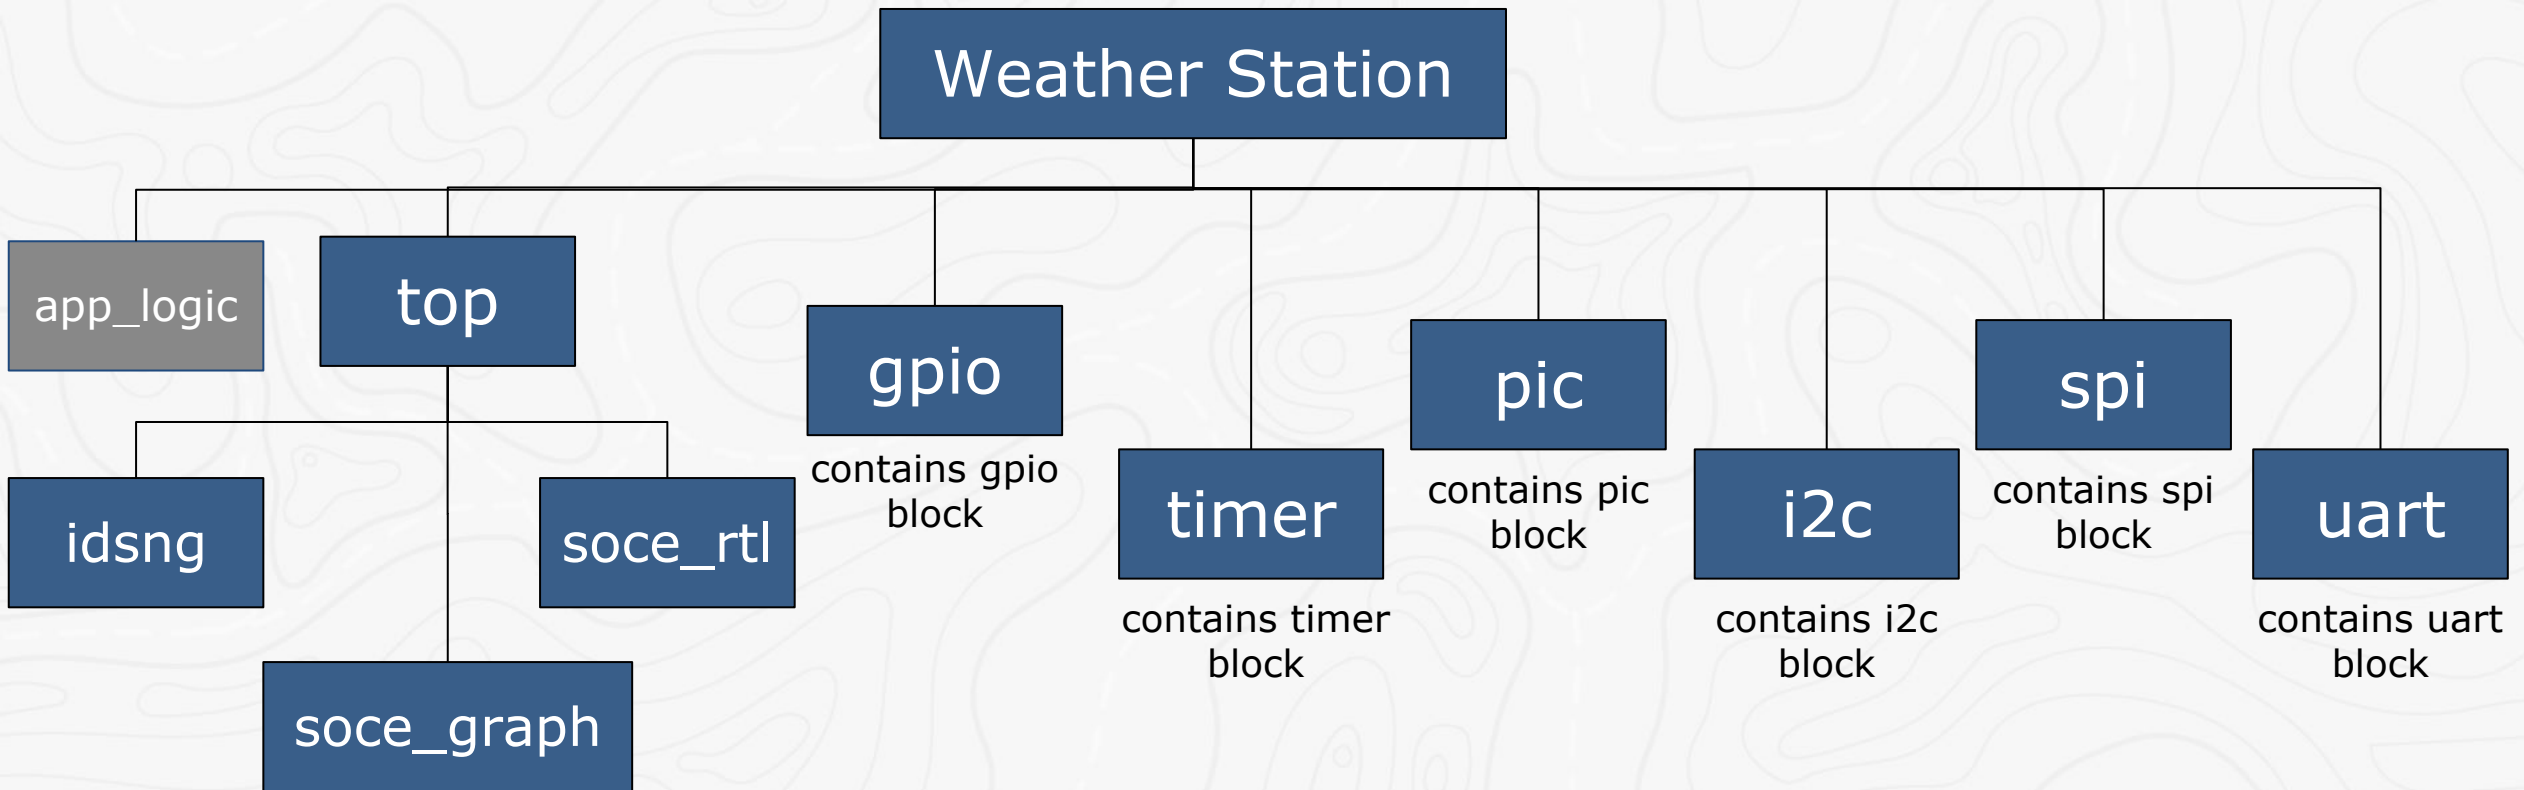 Weather Station
app_logic
top
gpio
contains gpio
block
timer
contains timer
block
pic
contains pic
block
i2c
contains i2c
block
spi
contains spi
block
uart
contains uart
block
idsng
soce_rtl
soce_graph